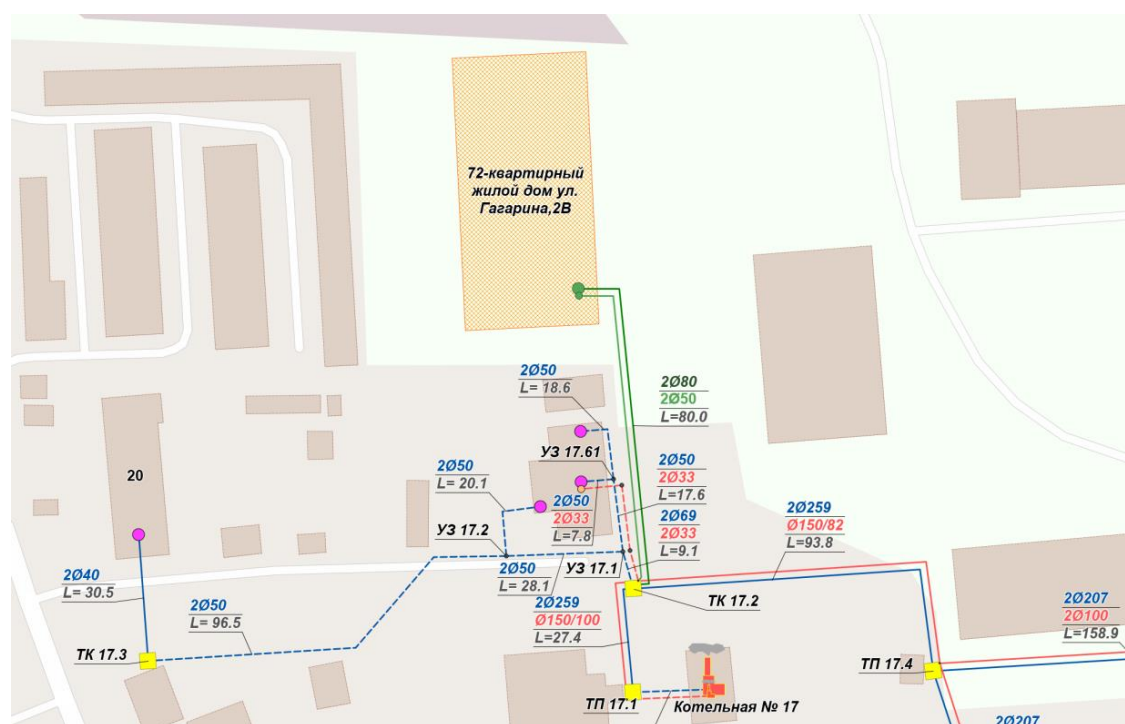 72-квартирный
жилой дом ул.
Гагарина,2В
2Ø50
L= 18.6
2Ø80
2Ø50
L=80.0
УЗ 17.61
20
2Ø50
L= 20.1
2Ø50
2Ø33
L=17.6
2Ø50
2Ø33
L=7.8
2Ø69
2Ø33
L=9.1
2Ø259
Ø150/82
L=93.8
УЗ 17.2
УЗ 17.1
2Ø40
L= 30.5
2Ø50
L= 28.1
2Ø50
L= 96.5
2Ø259
Ø150/100
L=27.4
ТК 17.2
2Ø207
2Ø100
L=158.9
ТК 17.3
ТП 17.4
ТП 17.1
Котельная № 17
2Ø207